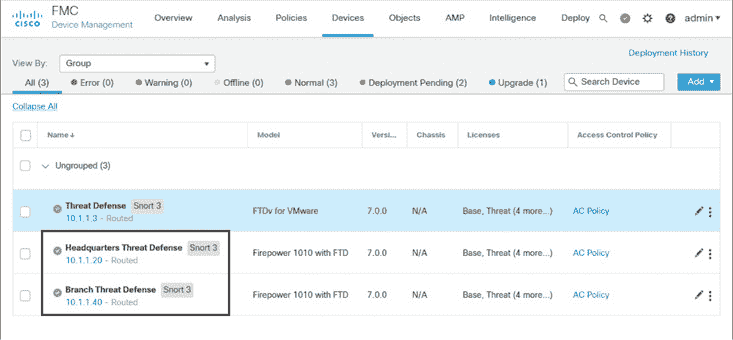 CISCO
FMC
Device Management
Overview Analysis Policies Devices Objects AMP Intelligence Deploy admin
Deployment History
View By: Group
All (3) Error (0) Warning (0) Offline (0) Normal (3) Deployment Pending (2) Upgrade (1) Search Device Add
Collapse All
Name Model Versi... Chassis Licenses Access Control Policy
Ungrouped (3)
Threat Defense Snort 3
10.1.1.3 - Routed
FTDv for VMware 7.0.0 N/A Base, Threat (4 more...) AC Policy
Headquarters Threat Defense Snort 3
10.1.1.20 - Routed
Firepower 1010 with FTD 7.0.0 N/A Base, Threat (4 more...) AC Policy
Branch Threat Defense Snort 3
10.1.1.40 - Routed
Firepower 1010 with FTD 7.0.0 N/A Base, Threat (4 more...) AC Policy